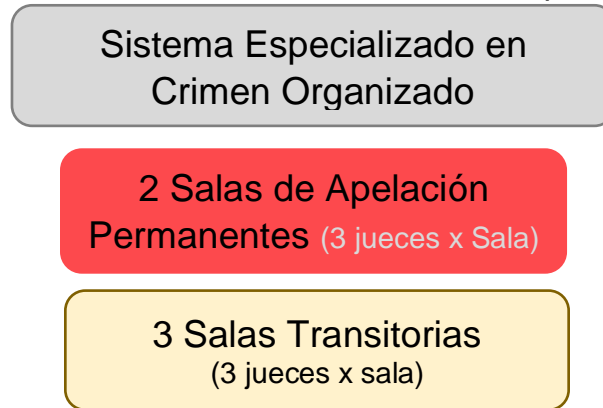 Sistema Especializado en
Crimen Organizado
2 Salas de Apelación
Permanentes (3 jueces x Sala)
3 Salas Transitorias
(3 jueces x sala)